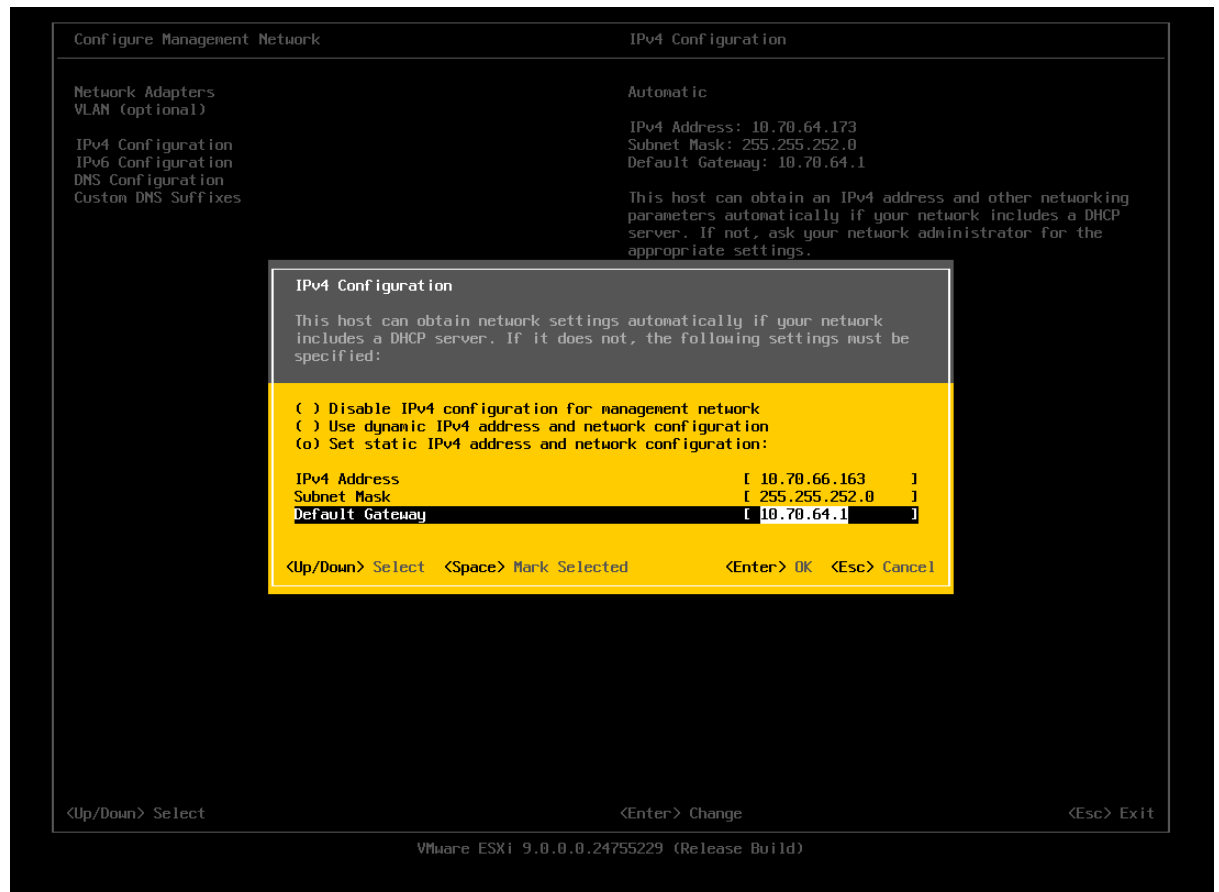 Configure Management Network
IPv4 Configuration
Network Adapters
VLAN (optional)
IPv4 Configuration
IPv6 Configuration
DNS Configuration
Custom DNS Suffixes
Automatic
IPv4 Address: 10.70.64.173
Subnet Mask: 255.255.252.0
Default Gateway: 10.70.64.1
This host can obtain an IPv4 address and other networking
parameters automatically if your network includes a DHCP
server. If not, ask your network administrator for the
appropriate settings.
IPv4 Configuration
This host can obtain network settings automatically if your network
includes a DHCP server. If it does not, the following settings must be
specified:
( ) Disable IPv4 configuration for management network
( ) Use dynamic IPv4 address and network configuration
(o) Set static IPv4 address and network configuration:
IPv4 Address [ 10.70.66.163 ]
Subnet Mask [ 255.255.252.0 ]
Default Gateway [ 10.70.64.1 ]
<Up/Down> Select <Space> Mark Selected <Enter> OK <Esc> Cancel
<Up/Down> Select <Enter> Change <Esc> Exit
VMware ESXi 9.0.0.0.24755229 (Release Build)